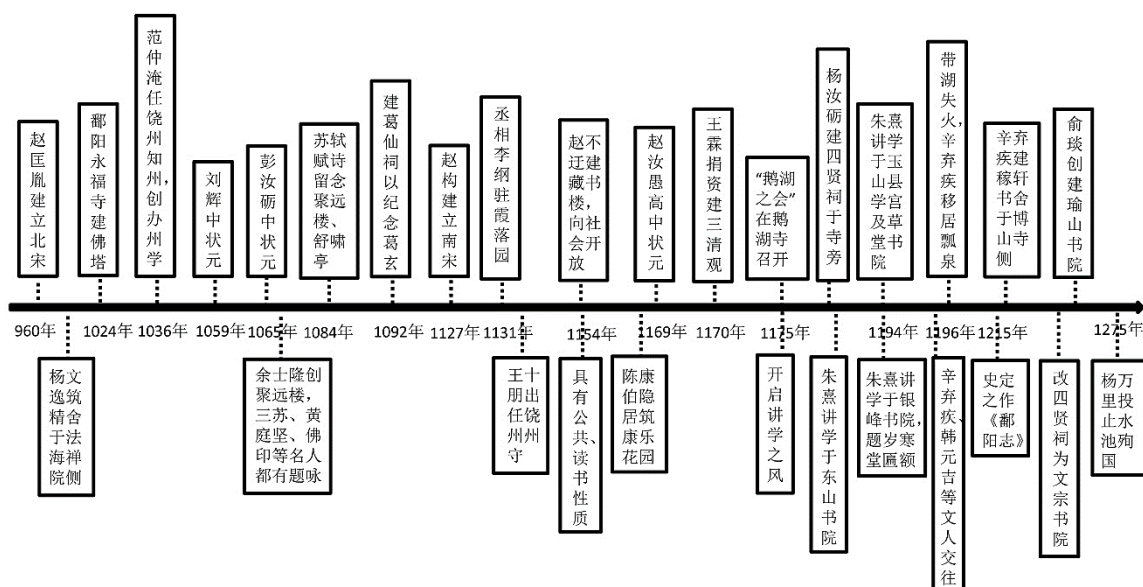 赵匡胤建立北宋
鄱阳永福寺建佛塔
范仲淹任饶州知州，创办州学
刘辉中状元
彭汝砺中状元
苏轼
赋诗
留念
聚远
楼、
舒啸
亭
建葛仙祠以纪念葛玄
赵构建立南宋
丞相李纲驻霞落园
赵不
迂建
藏书
楼，
向社
会开
放
赵汝愚高中状元
王霖捐资建三清观
“鹅湖
之会”
在鹅
湖寺
召开
杨汝砺建四贤祠于寺旁
朱熹
讲学
于玉
山县
学宫
及草
堂书
院
带湖失火，辛弃疾移居瓢泉
辛弃
疾建
稼轩
书舍
于博
山寺
侧
俞琰创建瑜山书院
960年
1024年
1036年
1059年
1065年
1084年
1092年
1127年
1131年
1154年
1169年
1170年
1175年
1194年
1196年
1215年
1275年
杨文
逸筑
精舍
于法
海禅
院侧
余士隆创
聚远楼，
三苏、黄
庭坚、佛
印等名人
都有题咏
王十
朋出
任饶
州州
守
具有公共、读书性质
陈康
伯隐
居筑
康乐
花园
开启讲学之风
朱熹讲学于东山书院
朱熹讲
学于银
峰书院，
题岁寒
堂匾额
辛弃疾、韩元吉等文人交往
史定
之作
《鄱
阳志》
改四贤祠为文宗书院
杨万
里投
止水
池殉
国